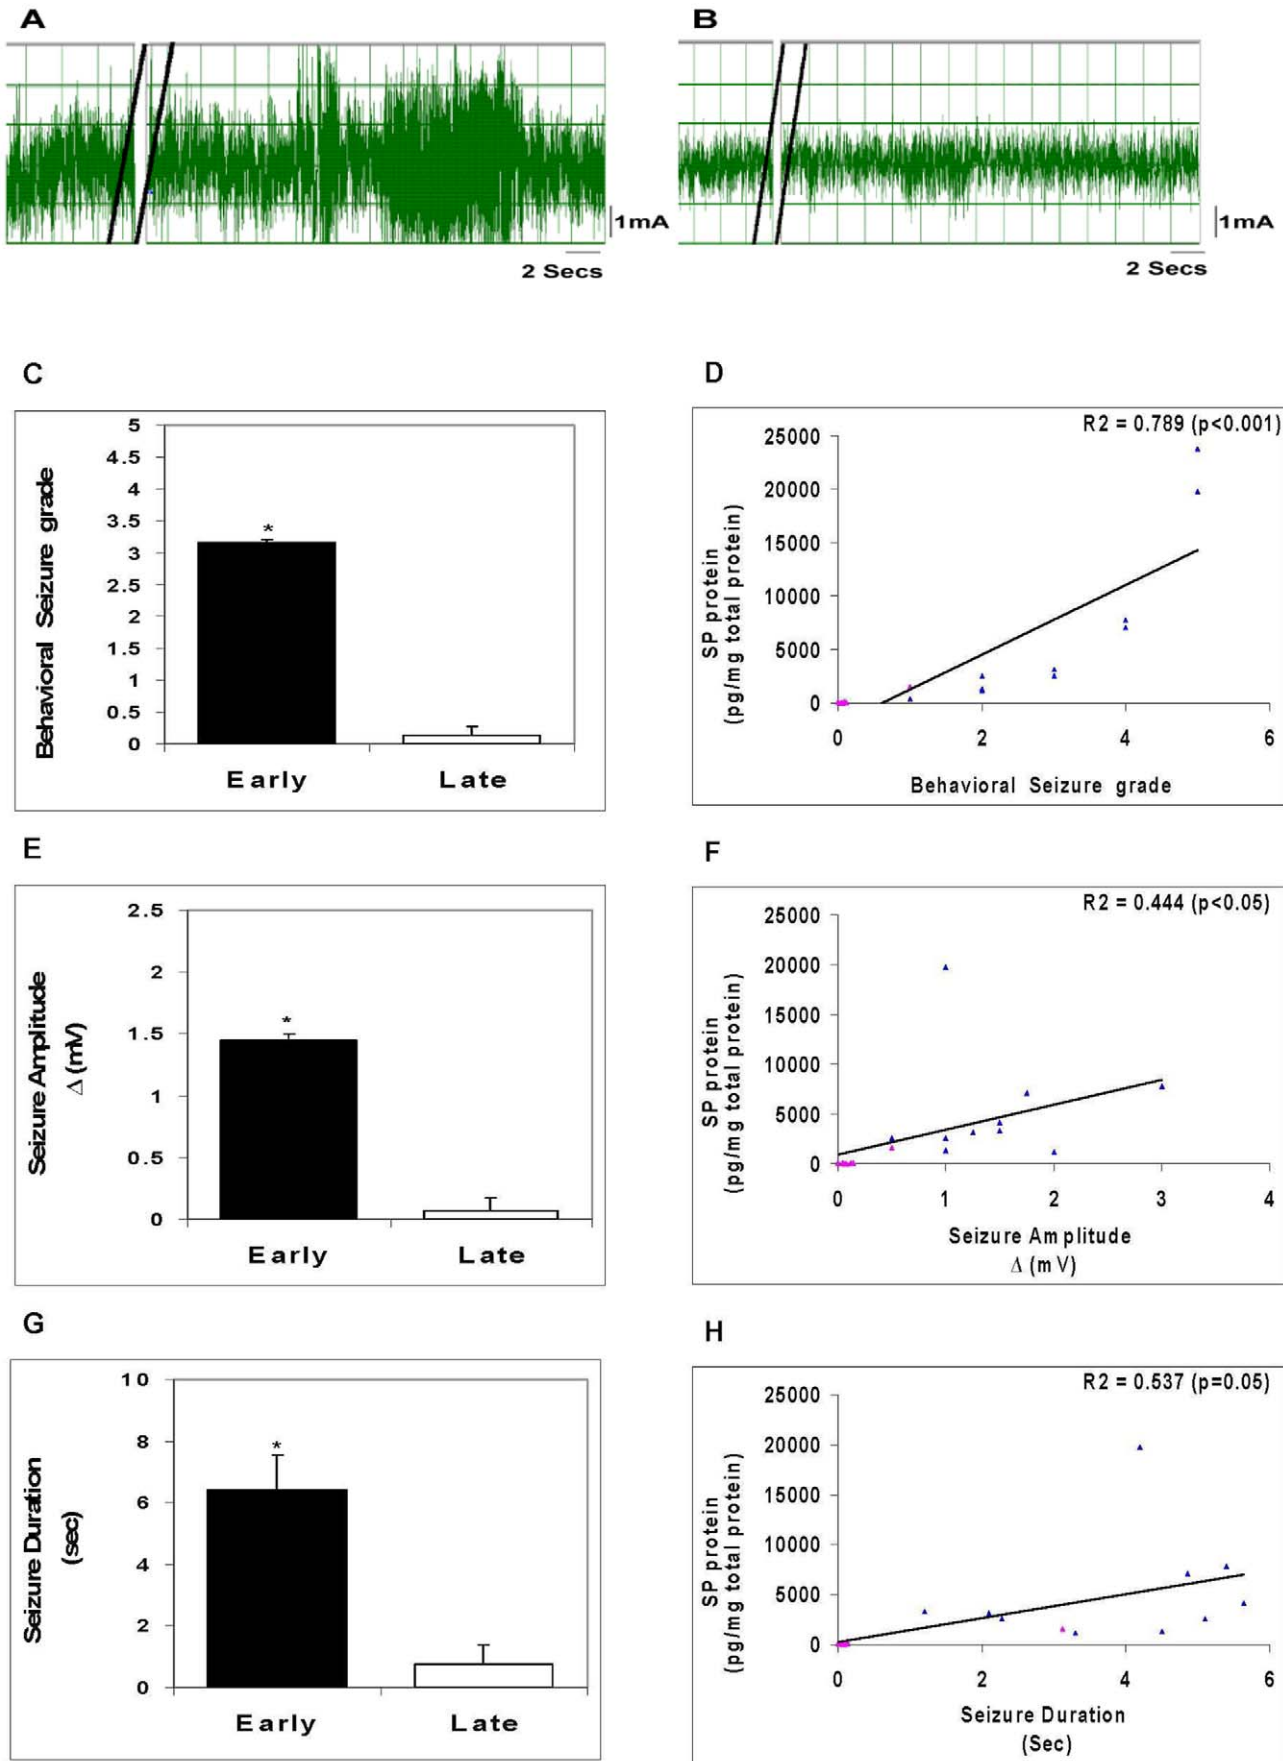 A
B
1mA
2 Secs
1mA
2 Secs
C
Behavioral Seizure grade
5
4.5
4
3.5
3
2.5
2
1.5
1
0.5
0
*
Early
Late
D
R2 = 0.789 (p<0.001)
SP protein
(pg/mg total protein)
25000
20000
15000
10000
5000
0
0
2
4
6
Behavioral Seizure grade
E
Seizure Amplitude
Δ (mV)
2.5
2
1.5
1
0.5
0
*
Early
Late
F
R2 = 0.444 (p<0.05)
SP protein
(pg/mg total protein)
25000
20000
15000
10000
5000
0
0
1
2
3
4
Seizure Amplitude
Δ (mV)
G
Seizure Duration
(sec)
10
8
6
4
2
0
*
Early
Late
H
R2 = 0.537 (p=0.05)
SP protein
(pg/mg total protein)
25000
20000
15000
10000
5000
0
0
2
4
6
Seizure Duration
(Sec)